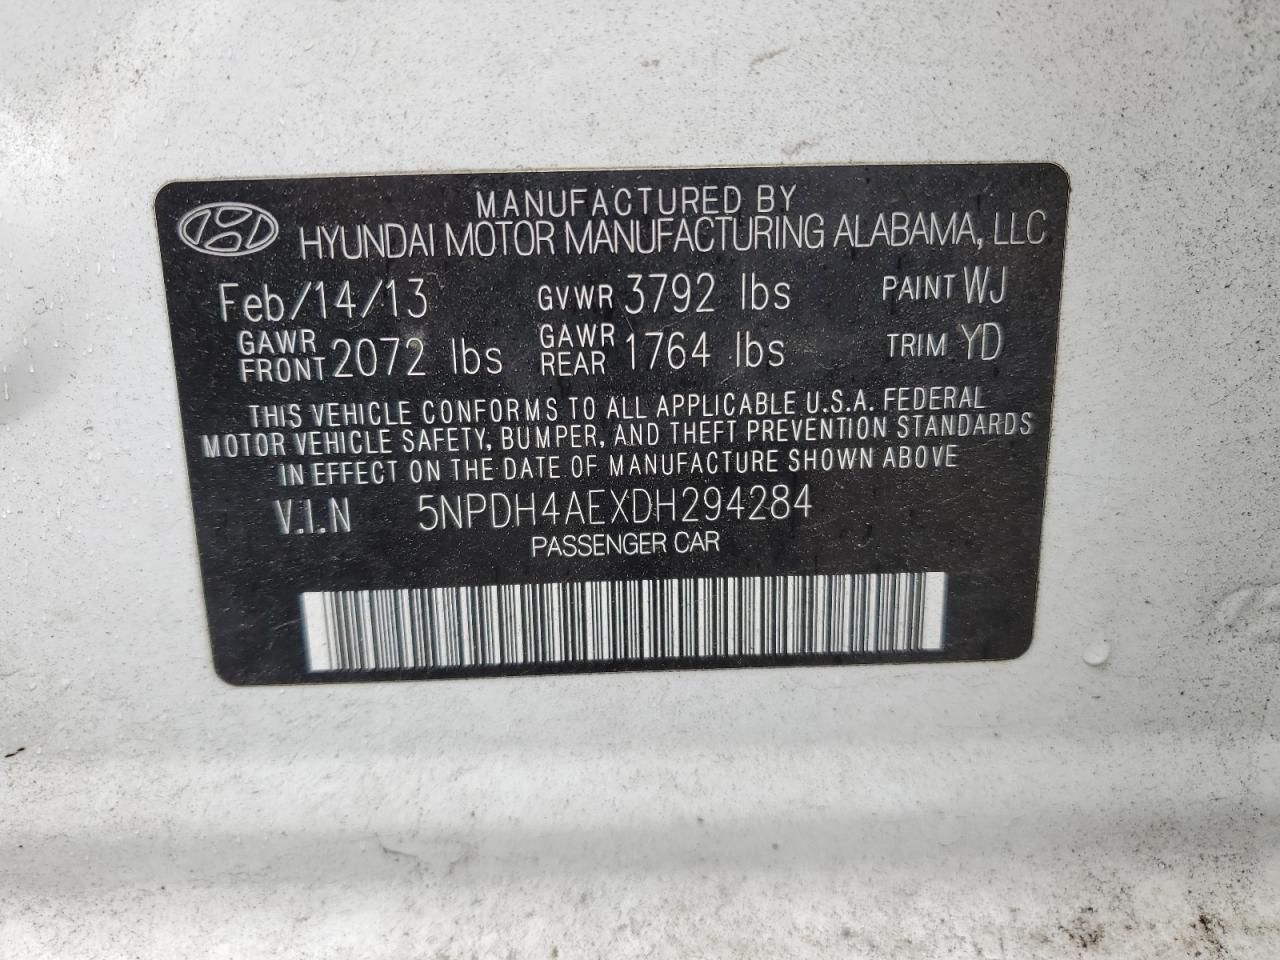 MANUFACTURED BY
HYUNDAI MOTOR MANUFACTURING ALABAMA, LLC
Feb/14/13 GVWR 3792 lbs PAINT WJ
GAWR FRONT 2072 lbs GAWR REAR 1764 lbs TRIM YD
THIS VEHICLE CONFORMS TO ALL APPLICABLE U.S.A. FEDERAL
MOTOR VEHICLE SAFETY, BUMPER, AND THEFT PREVENTION STANDARDS
IN EFFECT ON THE DATE OF MANUFACTURE SHOWN ABOVE
V.I.N 5NPDH4AEXDH294284
PASSENGER CAR